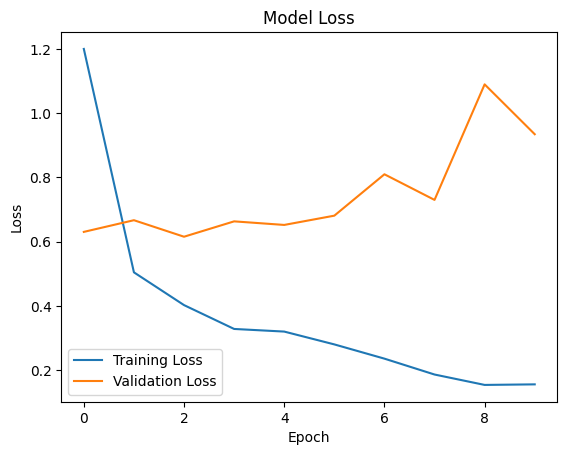 Model Loss
1.2
1.0
0.8
0.6
0.4
0.2
Loss
Training Loss
Validation Loss
0 2 4 6 8
Epoch